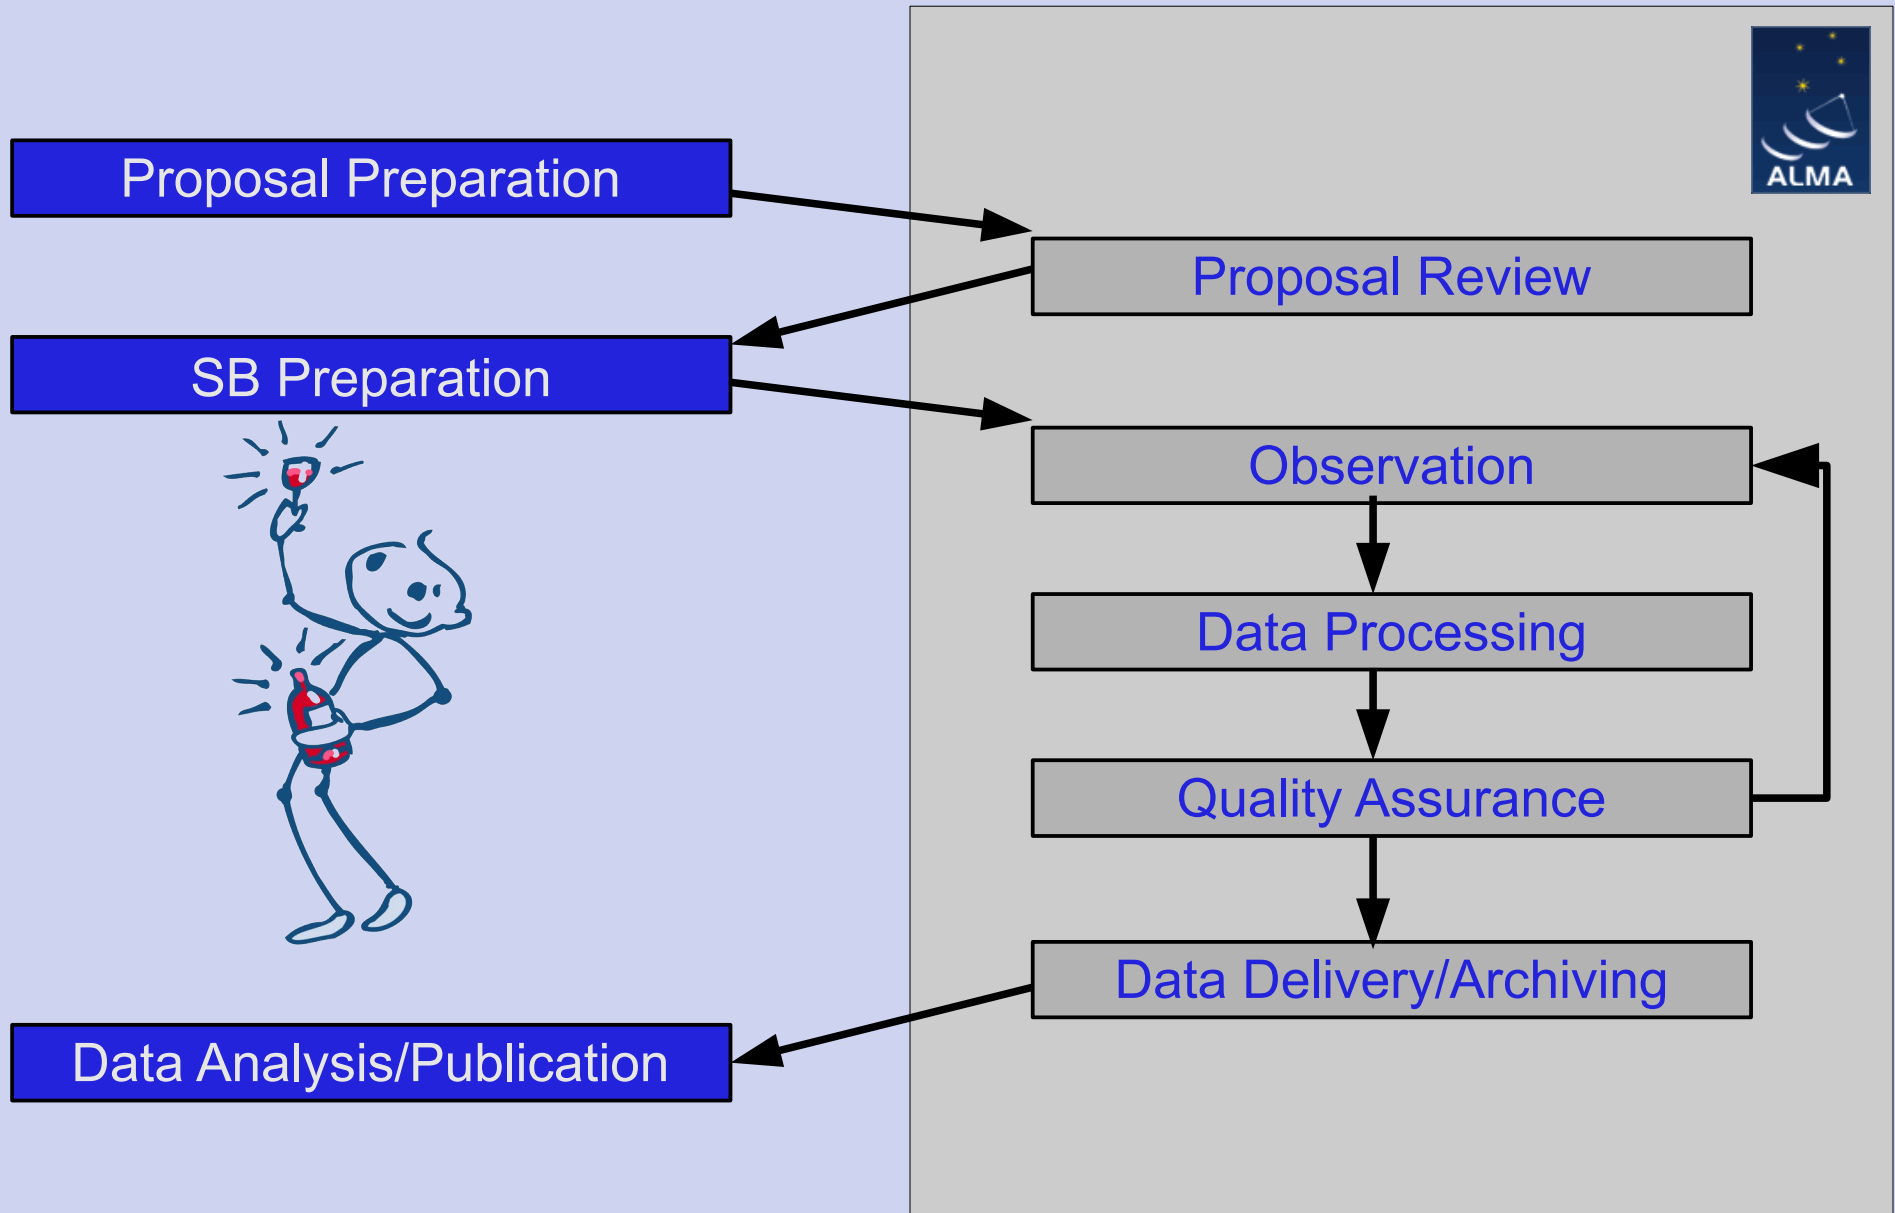 ALMA
Proposal Preparation
Proposal Review
SB Preparation
Observation
Data Processing
Quality Assurance
Data Delivery/Archiving
Data Analysis/Publication